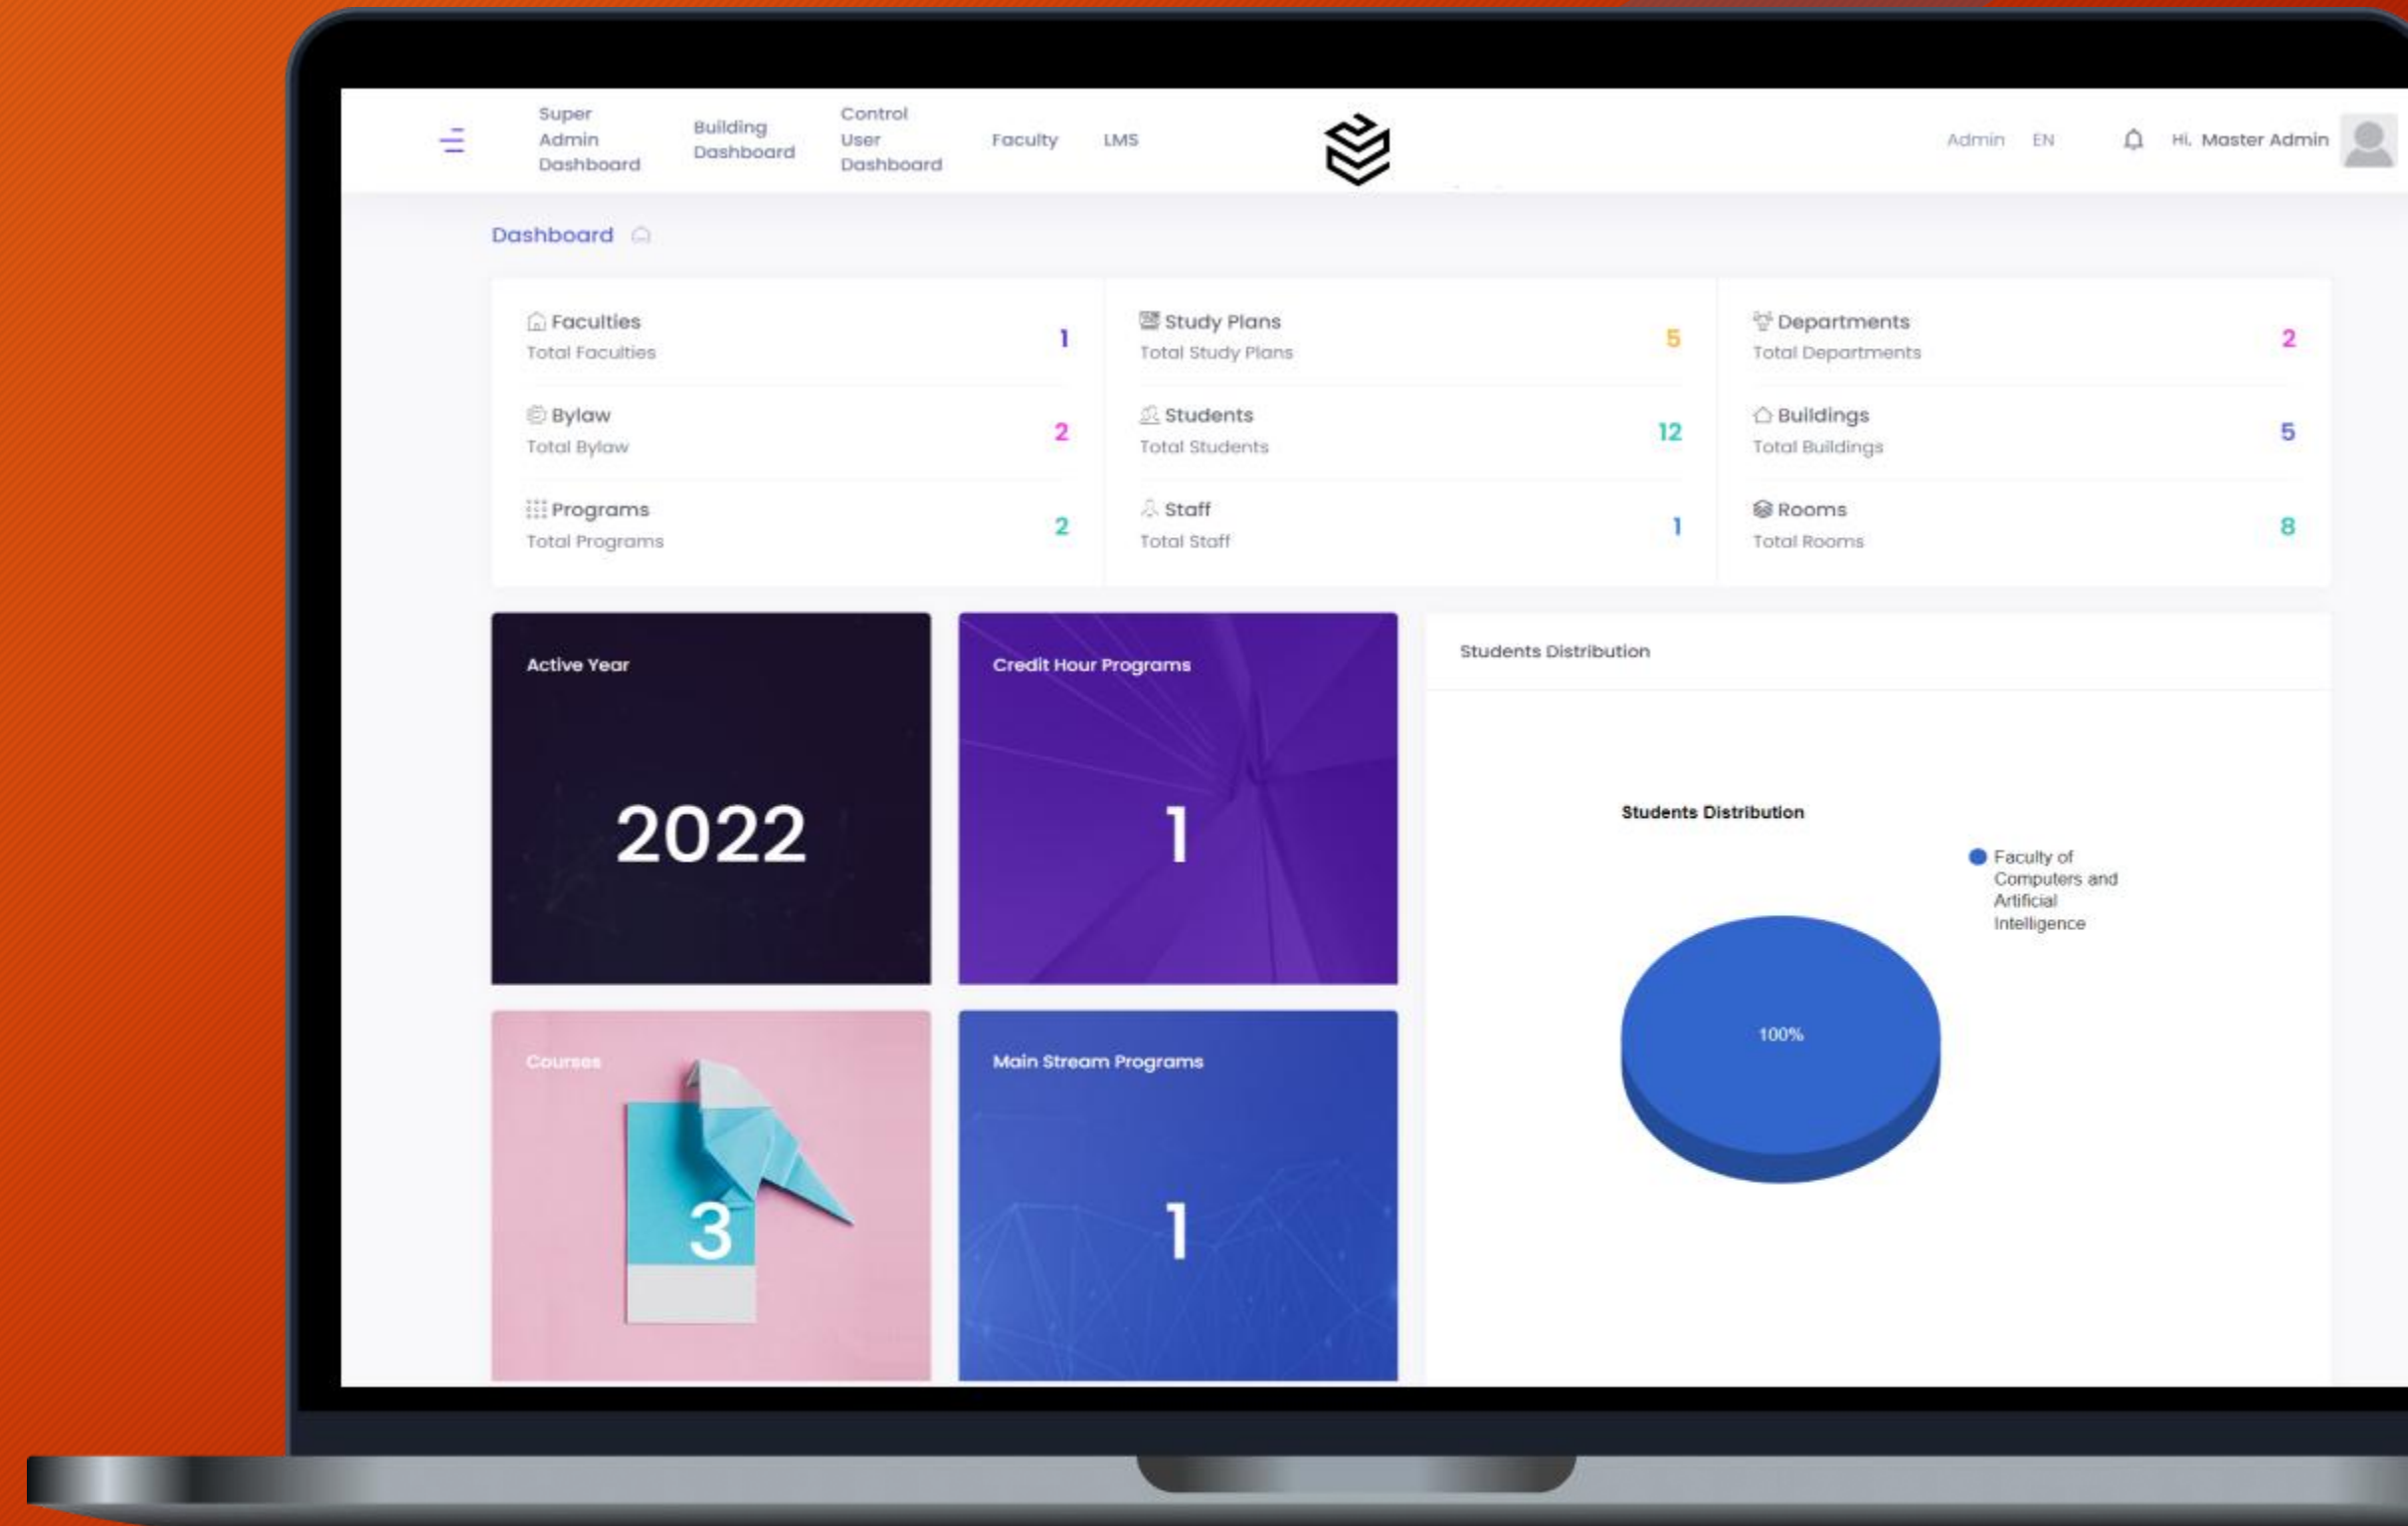 Super
Admin
Dashboard
Building
Dashboard
Control
User
Dashboard
Faculty
LMS
Admin
EN
Hi, Master Admin
Dashboard
Faculties
Total Faculties
1
Study Plans
Total Study Plans
5
Departments
Total Departments
2
Bylaw
Total Bylaw
2
Students
Total Students
12
Buildings
Total Buildings
5
Programs
Total Programs
2
Staff
Total Staff
1
Rooms
Total Rooms
8
Active Year
2022
Credit Hour Programs
1
Courses
3
Main Stream Programs
1
Students Distribution
Students Distribution
Faculty of
Computers and
Artificial
Intelligence
100%